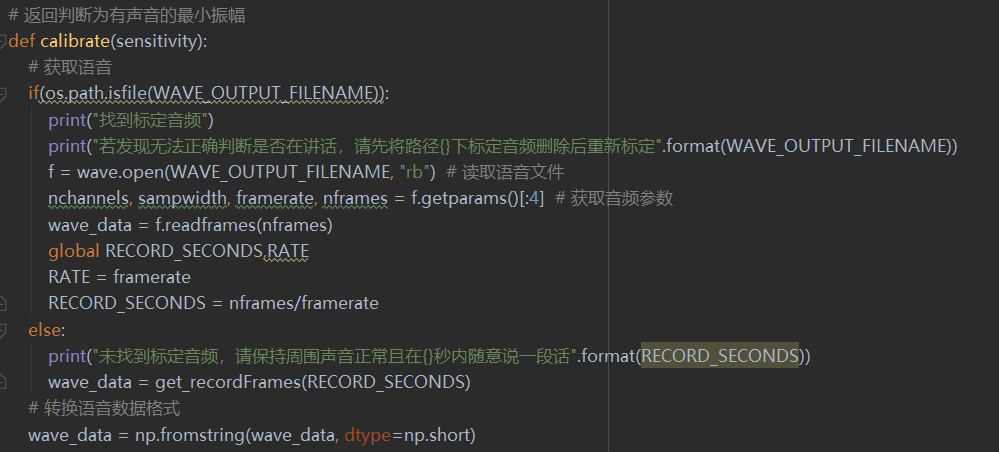 # 返回判断为有声音的最小振幅
def calibrate(sensitivity):
    # 获取语音
    if(os.path.isfile(WAVE_OUTPUT_FILENAME)):
        print("找到标定音频")
        print("若发现无法正确判断是否在讲话，请先将路径{}下标定音频删除后重新标定".format(WAVE_OUTPUT_FILENAME))
        f = wave.open(WAVE_OUTPUT_FILENAME, "rb")  # 读取语音文件
        nchannels, sampwidth, framerate, nframes = f.getparams()[:4]  # 获取音频参数
        wave_data = f.readframes(nframes)
        global RECORD_SECONDS,RATE
        RATE = framerate
        RECORD_SECONDS = nframes/framerate
    else:
        print("未找到标定音频，请保持周围声音正常且在{}秒内随意说一段话".format(RECORD_SECONDS))
        wave_data = get_recordFrames(RECORD_SECONDS)
    # 转换语音数据格式
    wave_data = np.fromstring(wave_data, dtype=np.short)